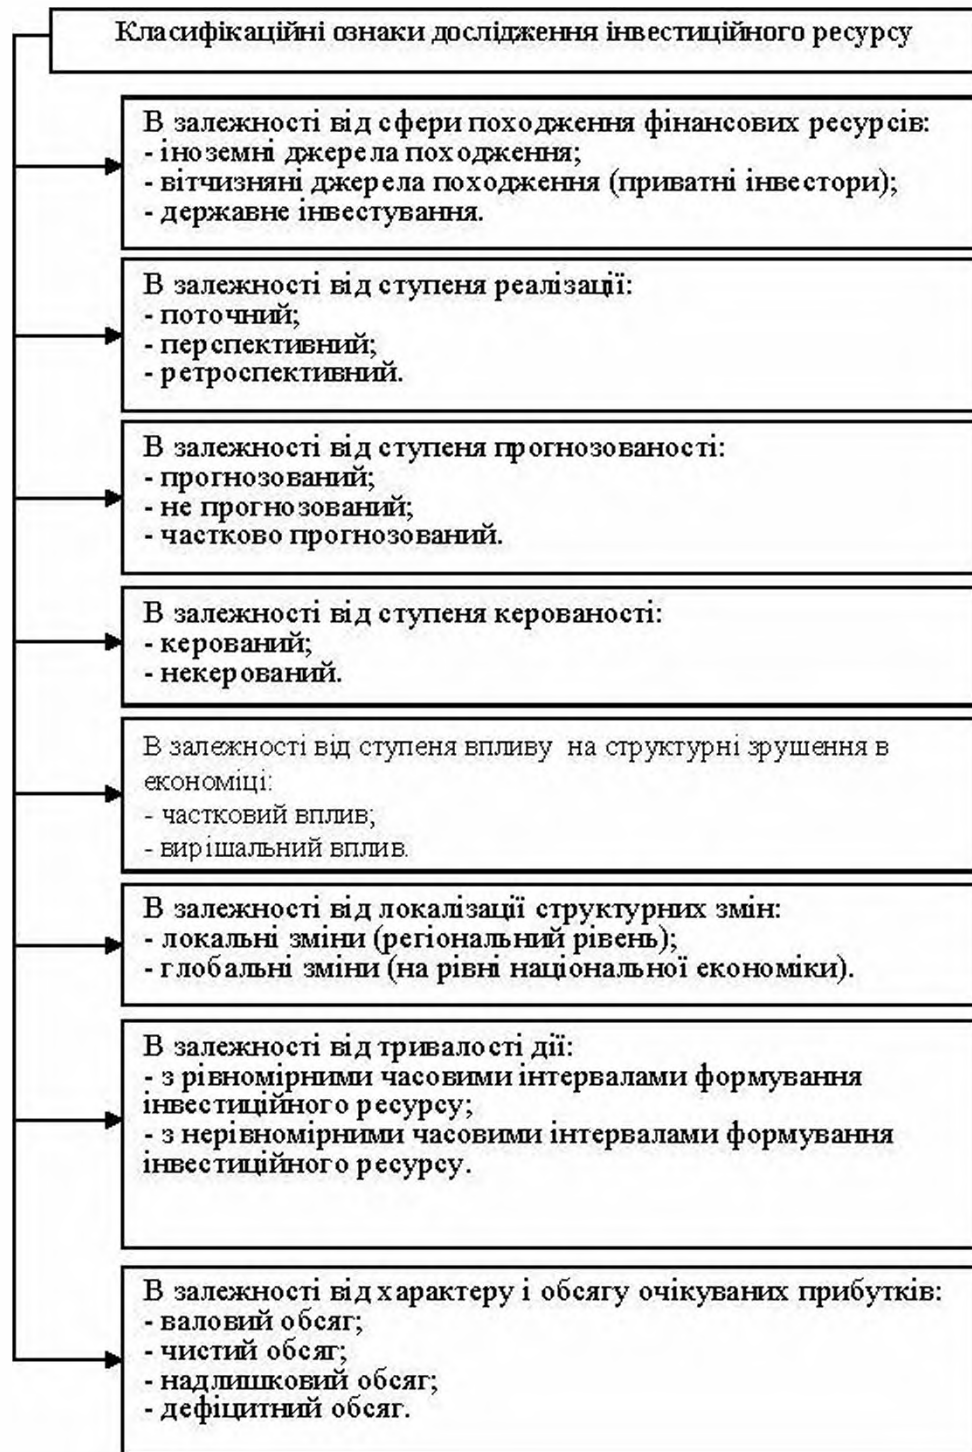 Класифікаційні ознаки дослідження інвестиційного ресурсу
В залежності від сфери походження фінансових ресурсів:
- іноземні джерела походження;
- вітчизняні джерела походження (приватні інвестори);
- державне інвестування.
В залежності від ступеня реалізації:
- поточний;
- перспективний;
- ретроспективний.
В залежності від ступеня прогнозованості:
- прогнозований;
- не прогнозований;
- частково прогнозований.
В залежності від ступеня керованості:
- керований;
- некерований.
В залежності від ступеня впливу на структурні зрушення в
економіці:
- частковий вплив;
- вирішальний вплив.
В залежності від локалізації структурних змін:
- локальні зміни (регіональний рівень);
- глобальні зміни (на рівні національної економіки).
В залежності від тривалості дії:
- з рівномірними часовими інтервалами формування
інвестиційного ресурсу;
- з нерівномірними часовими інтервалами формування
інвестиційного ресурсу.
В залежності від характеру і обсягу очікуваних прибутків:
- валовий обсяг;
- чистий обсяг;
- надлишковий обсяг;
- дефіцитний обсяг.